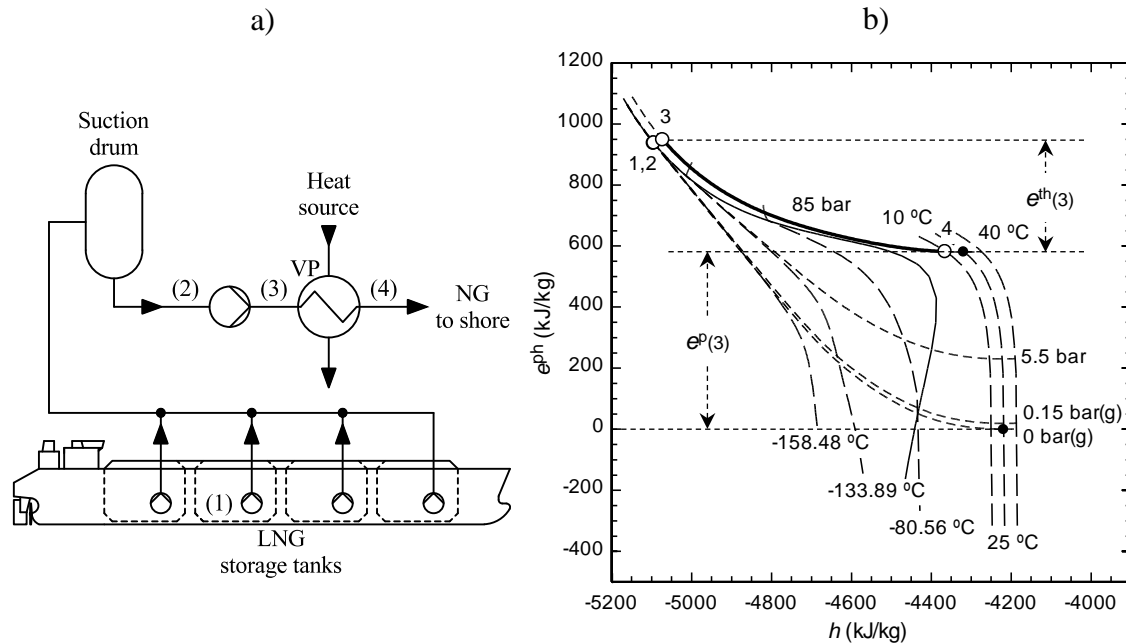 a)
Suction
drum
Heat
source
VP
(2)
(3)
(4)
NG
to shore
(1)
LNG
storage tanks
b)
1200
1000
800
600
400
200
0
-200
-400
e^ph (kJ/kg)
3
1,2
85 bar
10 ºC
4
40 ºC
e^th(3)
e^p(3)
5.5 bar
0.15 bar(g)
0 bar(g)
-158.48 ºC
-133.89 ºC
-80.56 ºC
25 ºC
-5200 -5000 -4800 -4600 -4400 -4200 -4000
h (kJ/kg)